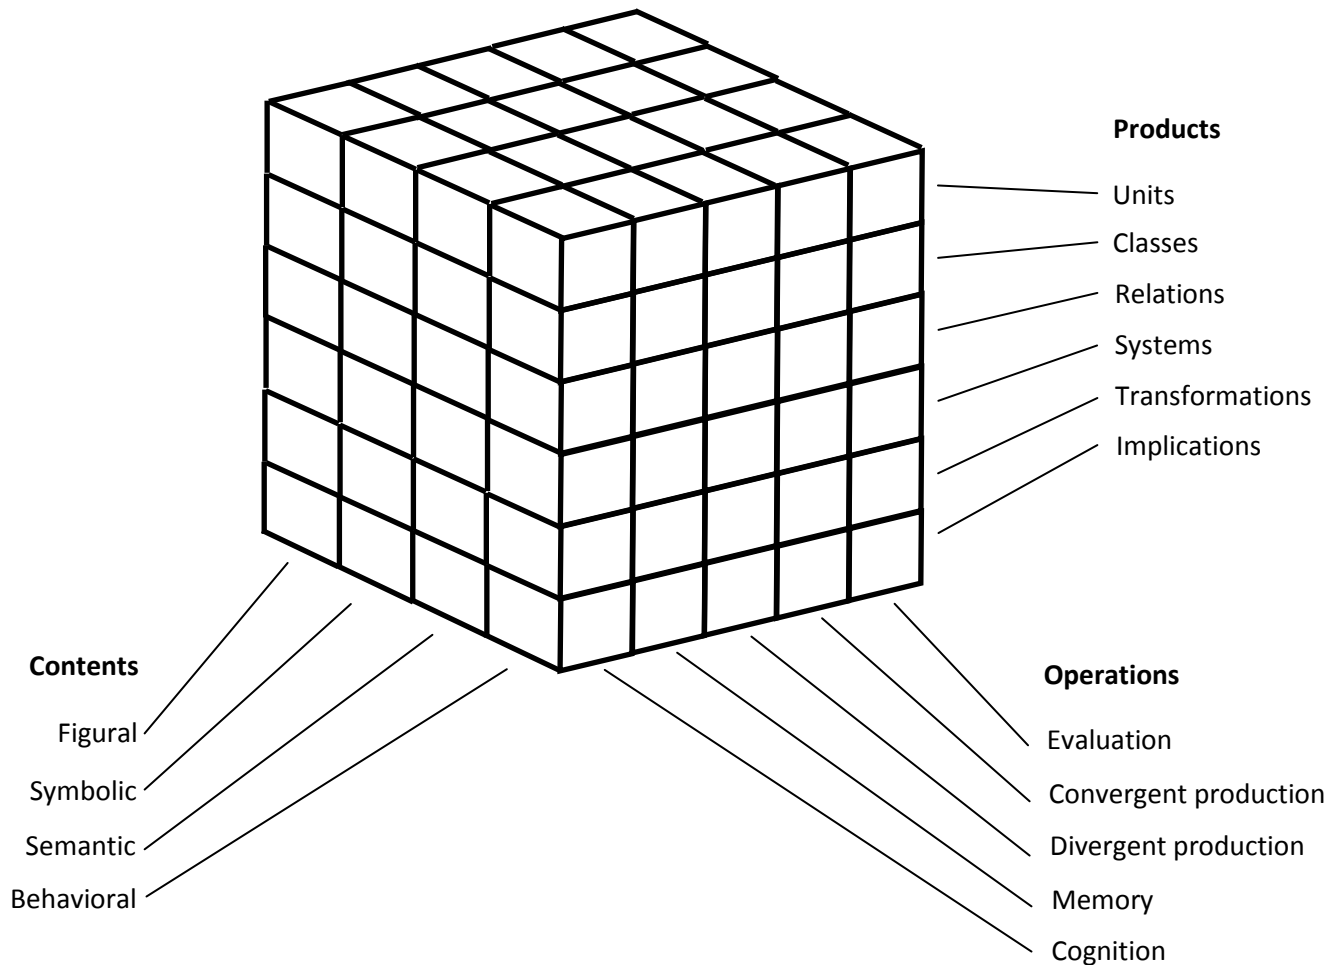 Products
Units
Classes
Relations
Systems
Transformations
Implications
Contents
Figural
Symbolic
Semantic
Behavioral
Operations
Evaluation
Convergent production
Divergent production
Memory
Cognition